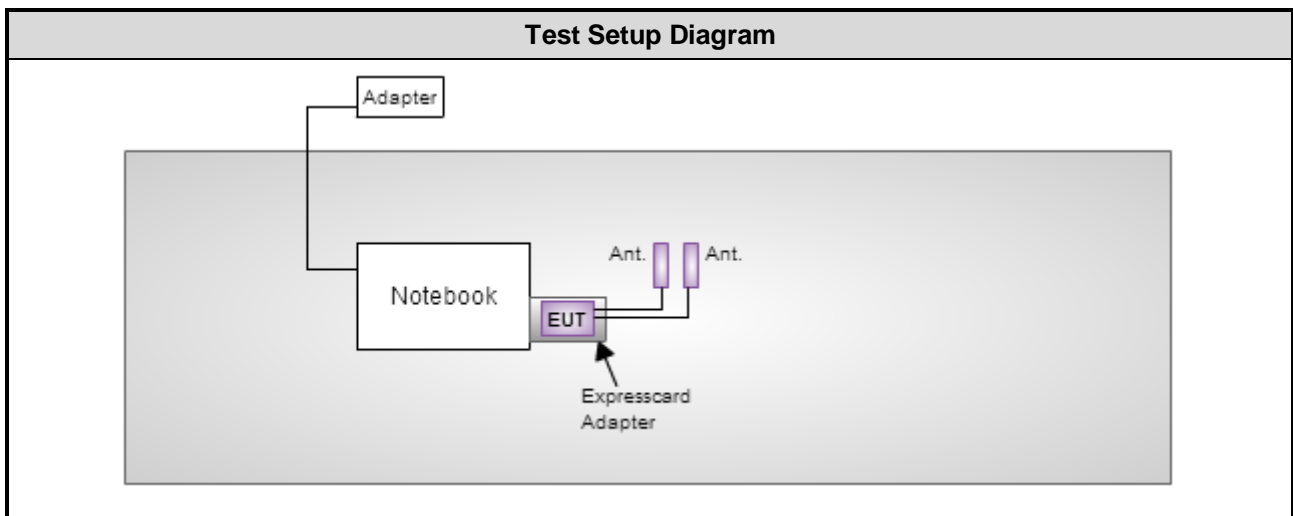 Test Setup Diagram
Adapter
Ant.
Ant.
Notebook
EUT
Expresscard
Adapter